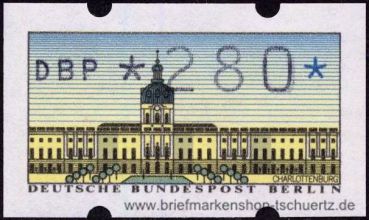 DBP *280*
CHARLOTTENBURG
DEUTSCHE BUNDESPOST BERLIN
www.briefmarkenshop-tschuertz.de